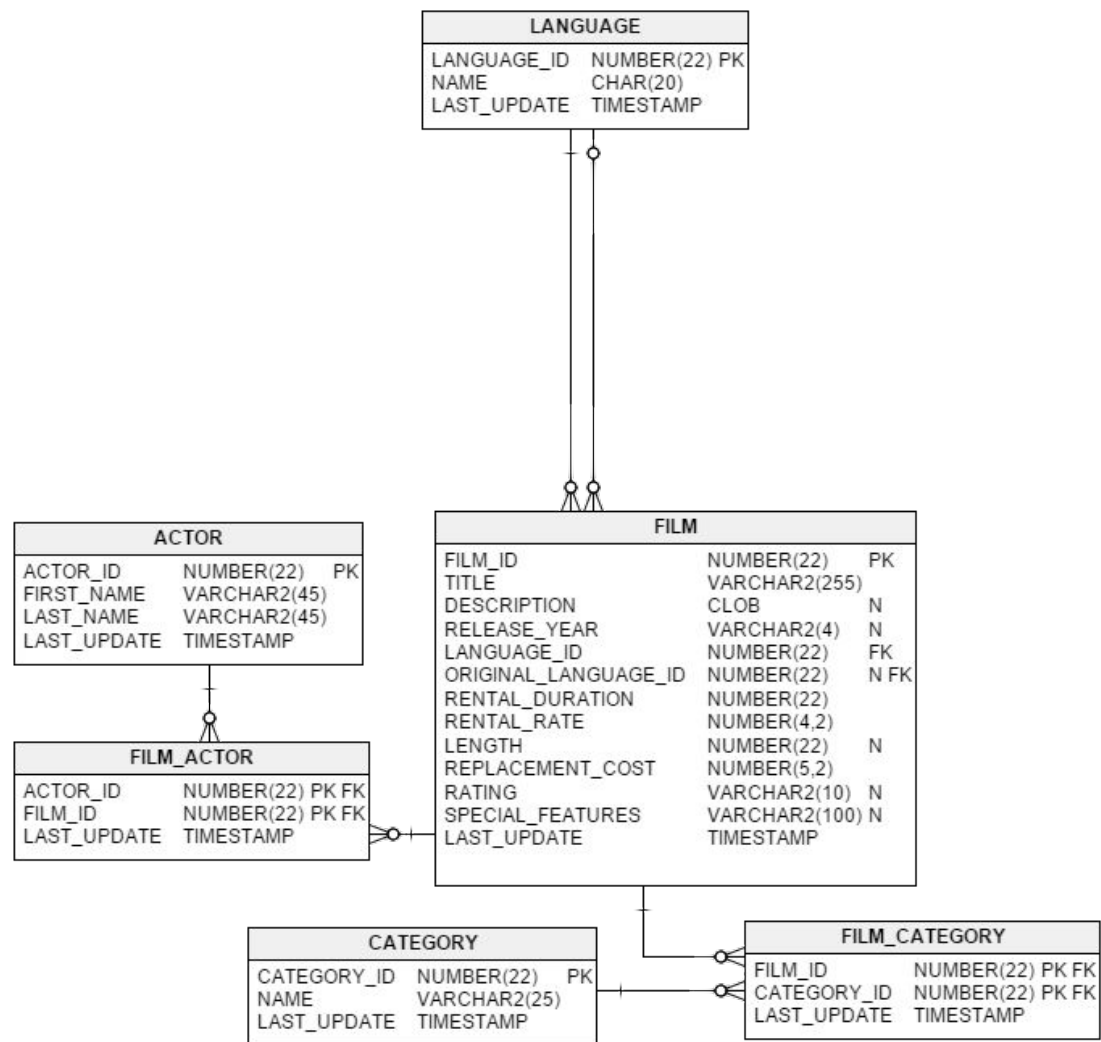 LANGUAGE
LANGUAGE_ID NUMBER(22) PK
NAME CHAR(20)
LAST_UPDATE TIMESTAMP
ACTOR
ACTOR_ID NUMBER(22) PK
FIRST_NAME VARCHAR2(45)
LAST_NAME VARCHAR2(45)
LAST_UPDATE TIMESTAMP
FILM
FILM_ID NUMBER(22) PK
TITLE VARCHAR2(255)
DESCRIPTION CLOB N
RELEASE_YEAR VARCHAR2(4) N
LANGUAGE_ID NUMBER(22) FK
ORIGINAL_LANGUAGE_ID NUMBER(22) N FK
RENTAL_DURATION NUMBER(22)
RENTAL_RATE NUMBER(4,2)
LENGTH NUMBER(22) N
REPLACEMENT_COST NUMBER(5,2)
RATING VARCHAR2(10) N
SPECIAL_FEATURES VARCHAR2(100) N
LAST_UPDATE TIMESTAMP
FILM_ACTOR
ACTOR_ID NUMBER(22) PK FK
FILM_ID NUMBER(22) PK FK
LAST_UPDATE TIMESTAMP
CATEGORY
CATEGORY_ID NUMBER(22) PK
NAME VARCHAR2(25)
LAST_UPDATE TIMESTAMP
FILM_CATEGORY
FILM_ID NUMBER(22) PK FK
CATEGORY_ID NUMBER(22) PK FK
LAST_UPDATE TIMESTAMP